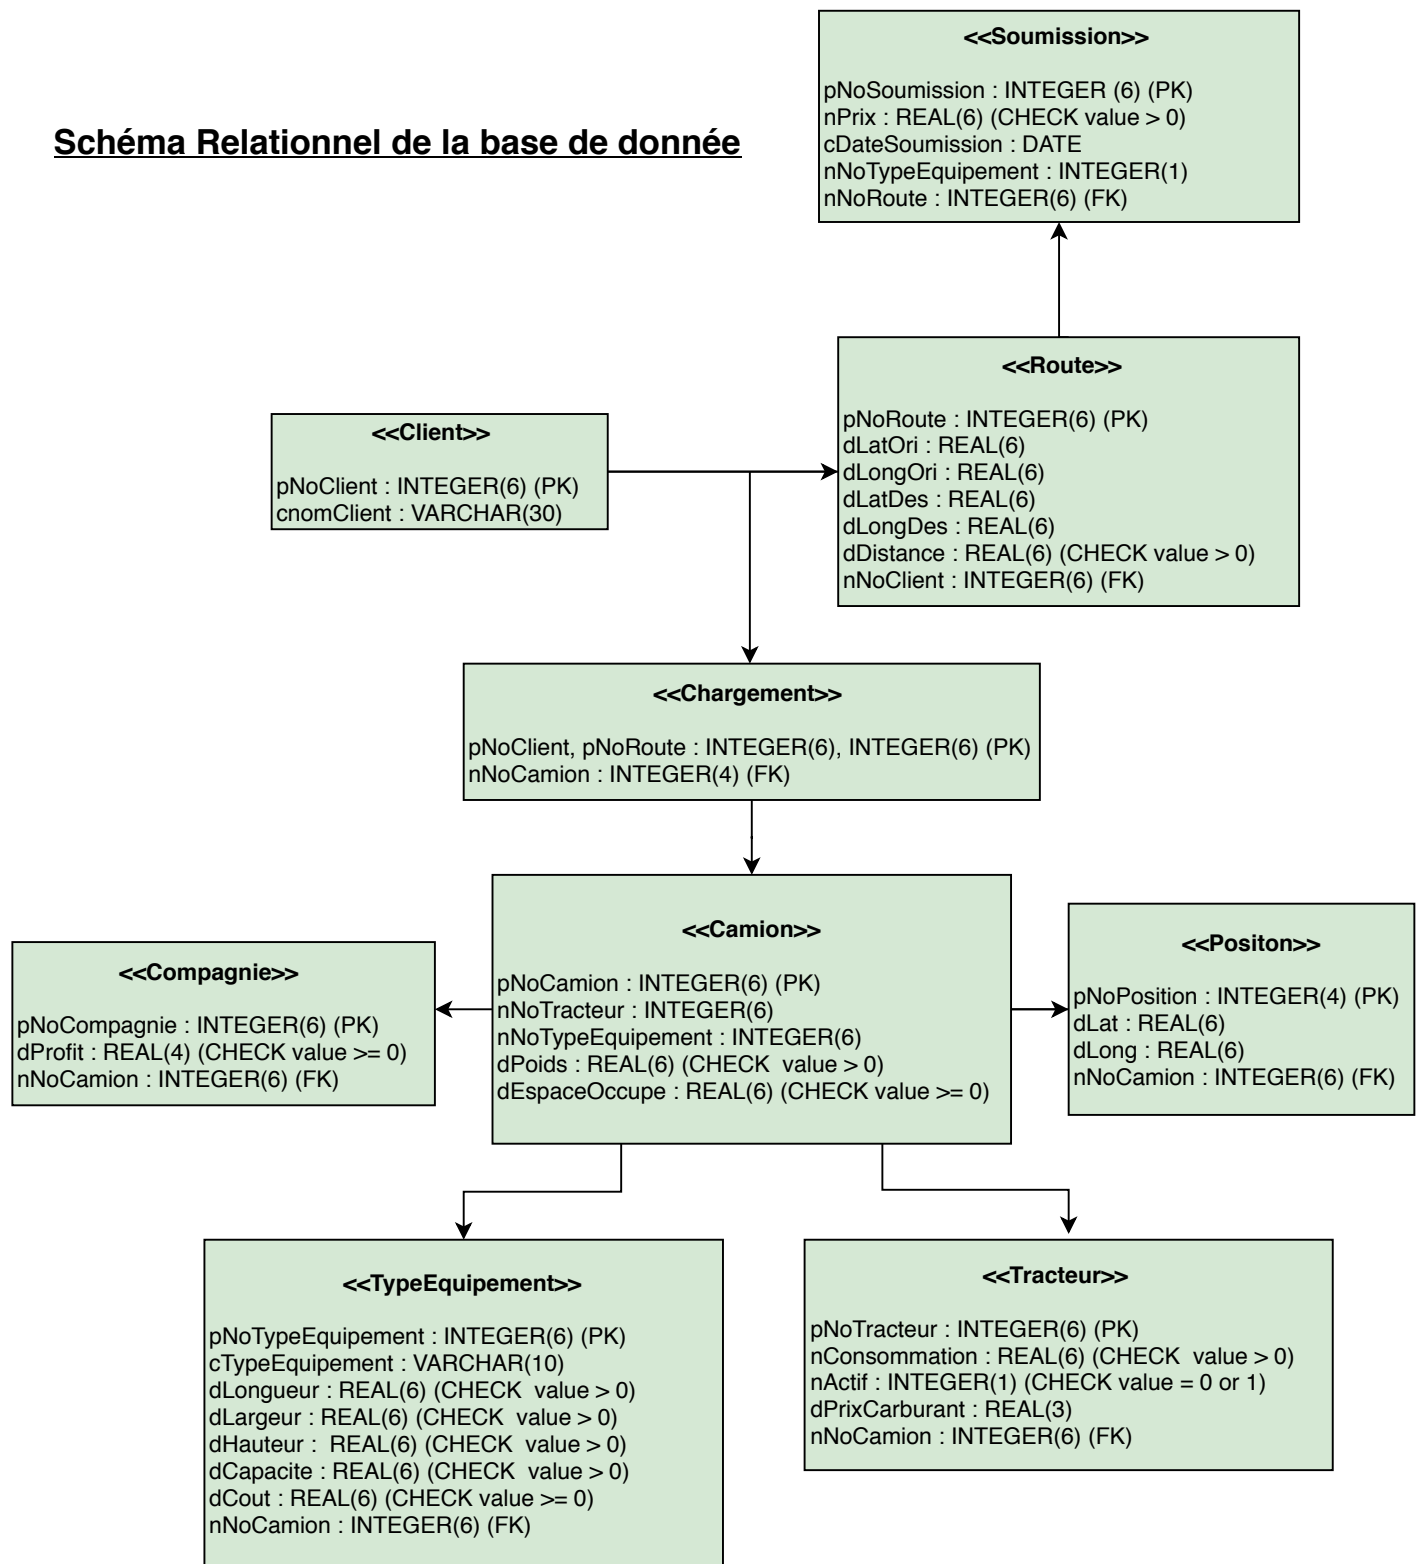 Schéma Relationnel de la base de donnée
<<Soumission>>
pNoSoumission : INTEGER (6) (PK)
nPrix : REAL(6) (CHECK value > 0)
cDateSoumission : DATE
nNoTypeEquipement : INTEGER(1)
nNoRoute : INTEGER(6) (FK)
<<Client>>
pNoClient : INTEGER(6) (PK)
cnomClient : VARCHAR(30)
<<Route>>
pNoRoute : INTEGER(6) (PK)
dLatOri : REAL(6)
dLongOri : REAL(6)
dLatDes : REAL(6)
dLongDes : REAL(6)
dDistance : REAL(6) (CHECK value > 0)
nNoClient : INTEGER(6) (FK)
<<Chargement>>
pNoClient, pNoRoute : INTEGER(6), INTEGER(6) (PK)
nNoCamion : INTEGER(4) (FK)
<<Compagnie>>
pNoCompagnie : INTEGER(6) (PK)
dProfit : REAL(4) (CHECK value >= 0)
nNoCamion : INTEGER(6) (FK)
<<Camion>>
pNoCamion : INTEGER(6) (PK)
nNoTracteur : INTEGER(6)
nNoTypeEquipement : INTEGER(6)
dPoids : REAL(6) (CHECK  value > 0)
dEspaceOccupe : REAL(6) (CHECK value >= 0)
<<Positon>>
pNoPosition : INTEGER(4) (PK)
dLat : REAL(6)
dLong : REAL(6)
nNoCamion : INTEGER(6) (FK)
<<TypeEquipement>>
pNoTypeEquipement : INTEGER(6) (PK)
cTypeEquipement : VARCHAR(10)
dLongueur : REAL(6) (CHECK  value > 0)
dLargeur : REAL(6) (CHECK  value > 0)
dHauteur :  REAL(6) (CHECK  value > 0)
dCapacite : REAL(6) (CHECK  value > 0)
dCout : REAL(6) (CHECK value >= 0)
nNoCamion : INTEGER(6) (FK)
<<Tracteur>>
pNoTracteur : INTEGER(6) (PK)
nConsommation : REAL(6) (CHECK  value > 0)
nActif : INTEGER(1) (CHECK value = 0 or 1)
dPrixCarburant : REAL(3)
nNoCamion : INTEGER(6) (FK)